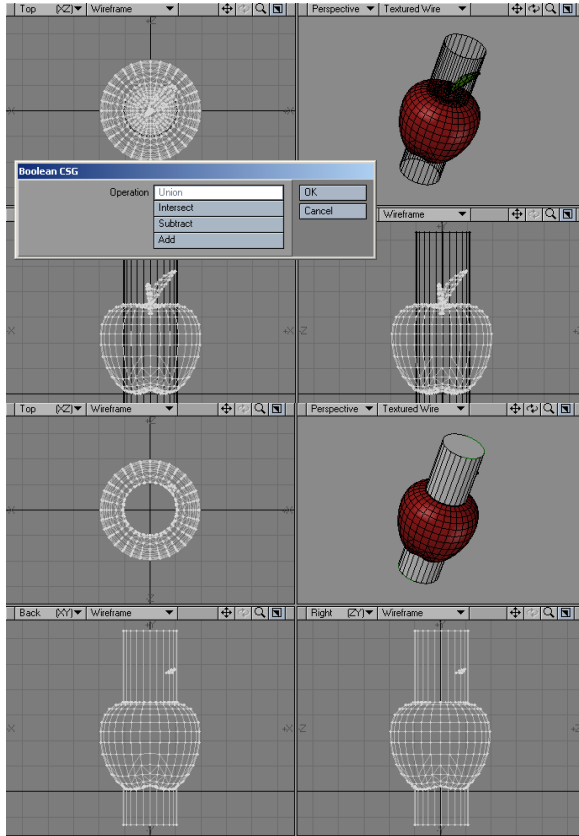 Top (XZ) Wireframe Perspective Textured Wire
+Z
-X
Boolean CSG
Operation Union OK
Intersect Cancel
Subtract
Add
Wireframe
-X +X -Z
Top (XZ) Wireframe Perspective Textured Wire
+Z
-X +X
-Z
Back (XY) Wireframe Right (ZY) Wireframe
+Y +Y
-X +X -Z